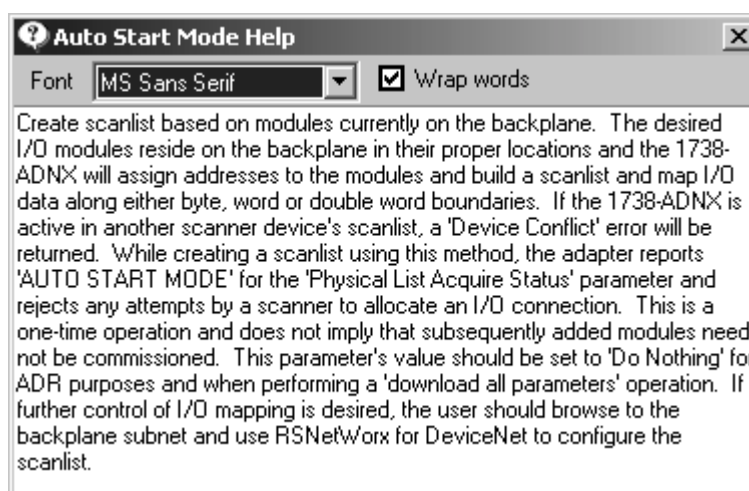 Auto Start Mode Help
Font MS Sans Serif Wrap words
Create scanlist based on modules currently on the backplane. The desired
I/O modules reside on the backplane in their proper locations and the 1738-
ADNX will assign addresses to the modules and build a scanlist and map I/O
data along either byte, word or double word boundaries. If the 1738-ADNX is
active in another scanner device's scanlist, a 'Device Conflict' error will be
returned. While creating a scanlist using this method, the adapter reports
'AUTO START MODE' for the 'Physical List Acquire Status' parameter and
rejects any attempts by a scanner to allocate an I/O connection. This is a
one-time operation and does not imply that subsequently added modules need
not be commissioned. This parameter's value should be set to 'Do Nothing' fo
ADR purposes and when performing a 'download all parameters' operation. If
further control of I/O mapping is desired, the user should browse to the
backplane subnet and use RSNetWorx for DeviceNet to configure the
scanlist.